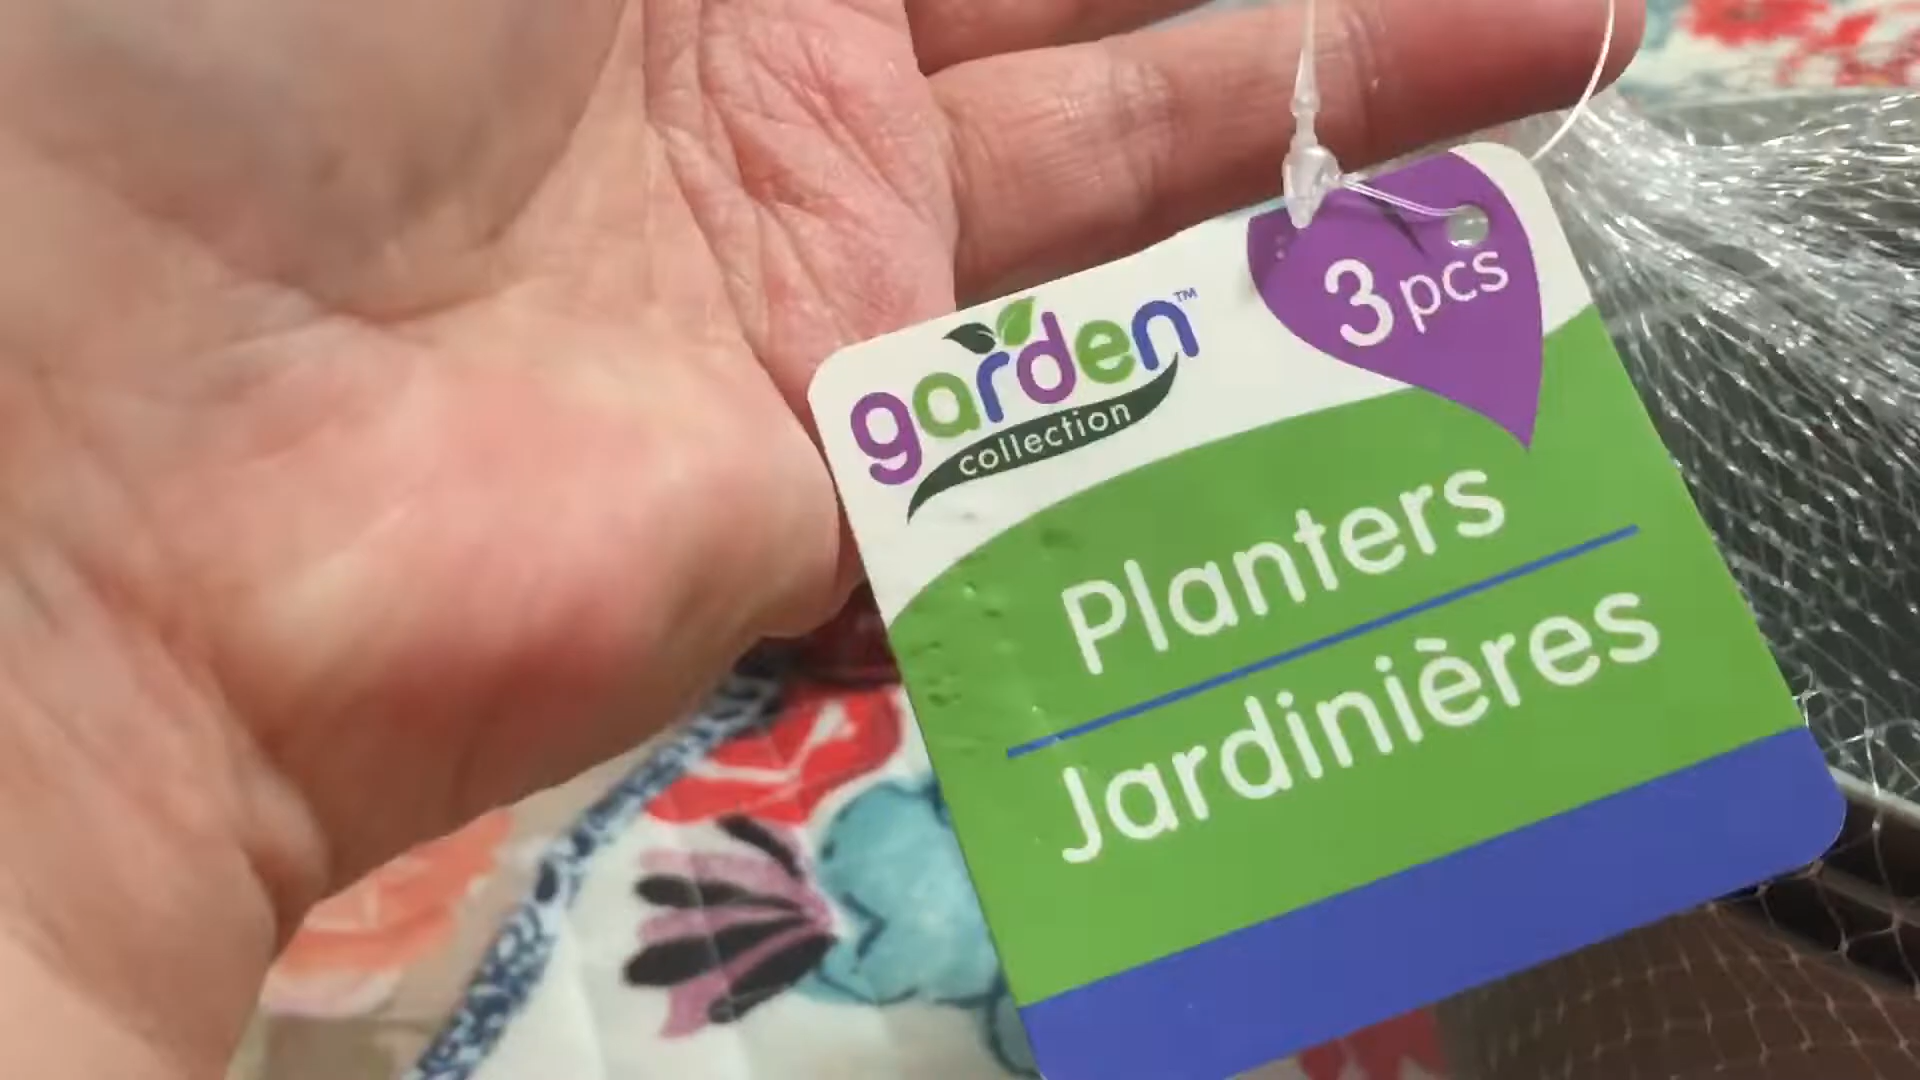 garden™
collection
3 pcs
Planters
Jardinières